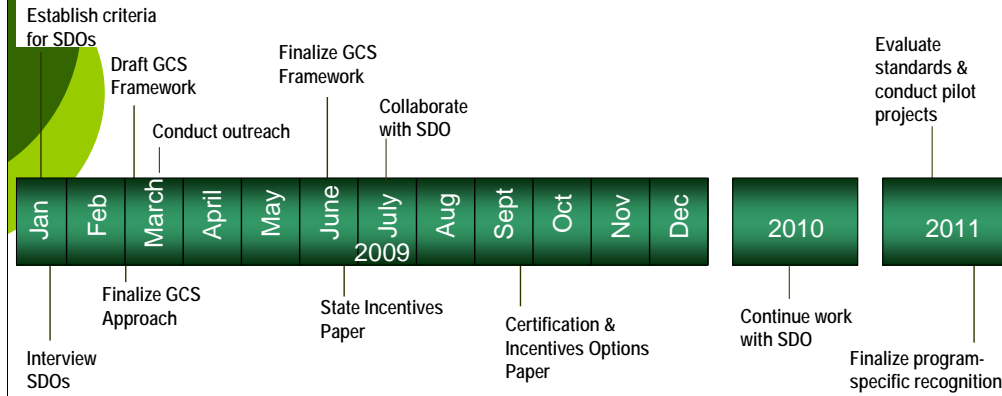 Establish criteria
for SDOs
Draft GCS
Framework
Conduct outreach
Finalize GCS
Framework
Collaborate
with SDO
Evaluate
standards &
conduct pilot
projects
Jan
Feb
March
April
May
June
July
Aug
Sept
Oct
Nov
Dec
2009
2010
2011
Interview
SDOs
Finalize GCS
Approach
State Incentives
Paper
Certification &
Incentives Options
Paper
Continue work
with SDO
Finalize program-
specific recognition